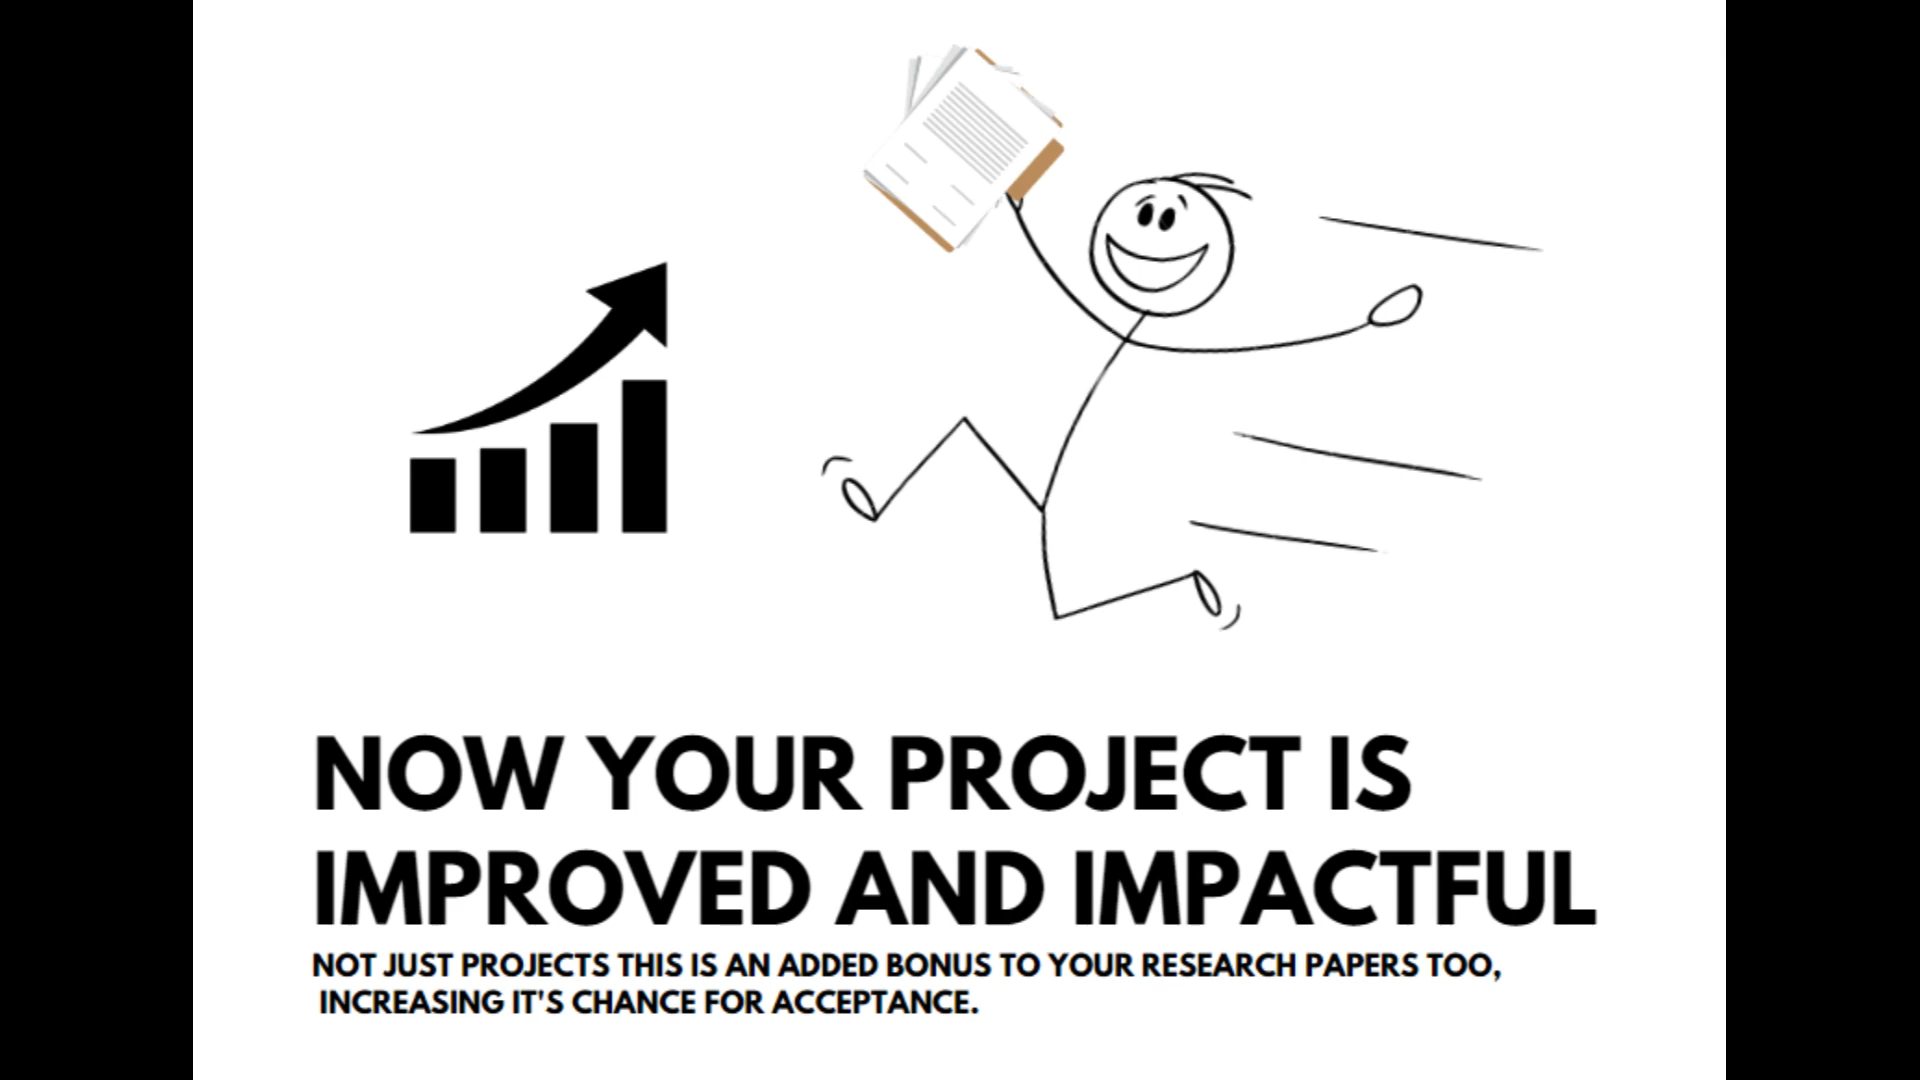 NOW YOUR PROJECT IS
IMPROVED AND IMPACTFUL
NOT JUST PROJECTS THIS IS AN ADDED BONUS TO YOUR RESEARCH PAPERS TOO,
INCREASING IT'S CHANCE FOR ACCEPTANCE.